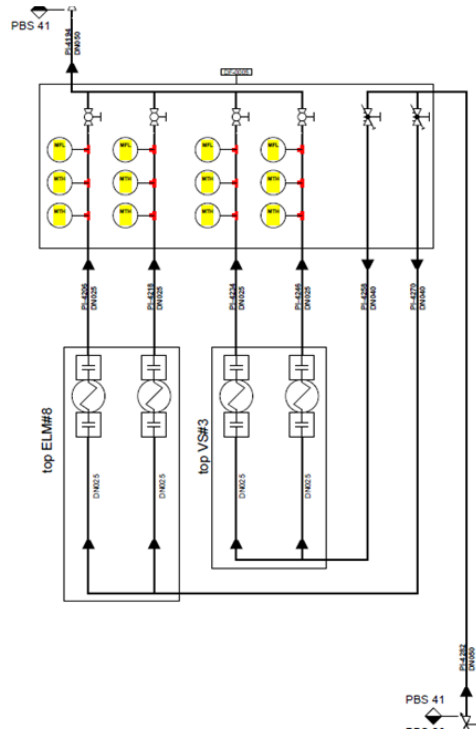 PBS 41
PI-4194
DN050
MFL
MFL
MFL
MFL
MTH
MTH
MTH
MTH
MTH
MTH
MTH
MTH
PI-4206
DN025
PI-4218
DN025
PI-4234
DN025
PI-4246
DN025
PI-4258
DN040
PI-4270
DN040
top ELM#8
top VS#3
DN025
DN025
DN025
DN025
PI-4282
DN050
PBS 41